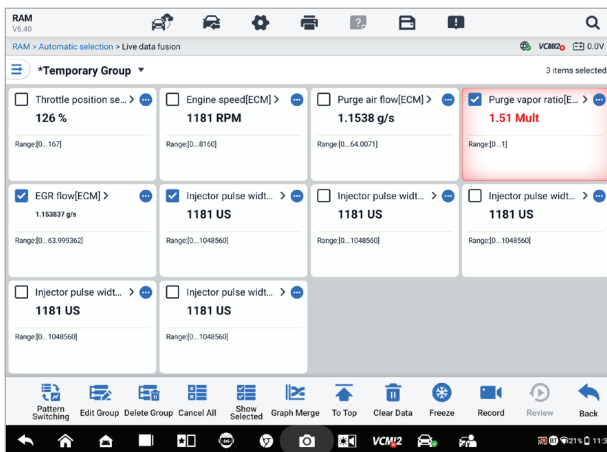 RAM
V6.40
RAM > Automatic selection > Live data fusion
VCMI2 0.0V
*Temporary Group ▼
3 items selected
Throttle position se... >
126 %
Range:[0...167]
Engine speed[ECM] >
1181 RPM
Range:[0...8160]
Purge air flow[ECM] >
1.1538 g/s
Range:[0...64.0071]
Purge vapor ratio[E... >
1.51 Mult
Range:[0...1]
EGR flow[ECM] >
1.153837 g/s
Range:[0...63.999362]
Injector pulse widt... >
1181 US
Range:[0...1048560]
Injector pulse widt... >
1181 US
Range:[0...1048560]
Injector pulse widt... >
1181 US
Range:[0...1048560]
Injector pulse widt... >
1181 US
Range:[0...1048560]
Injector pulse widt... >
1181 US
Range:[0...1048560]
Pattern Switching
Edit Group
Delete Group
Cancel All
Show Selected
Graph Merge
To Top
Clear Data
Freeze
Record
Review
Back
VCMI2
BT
21%
11:3